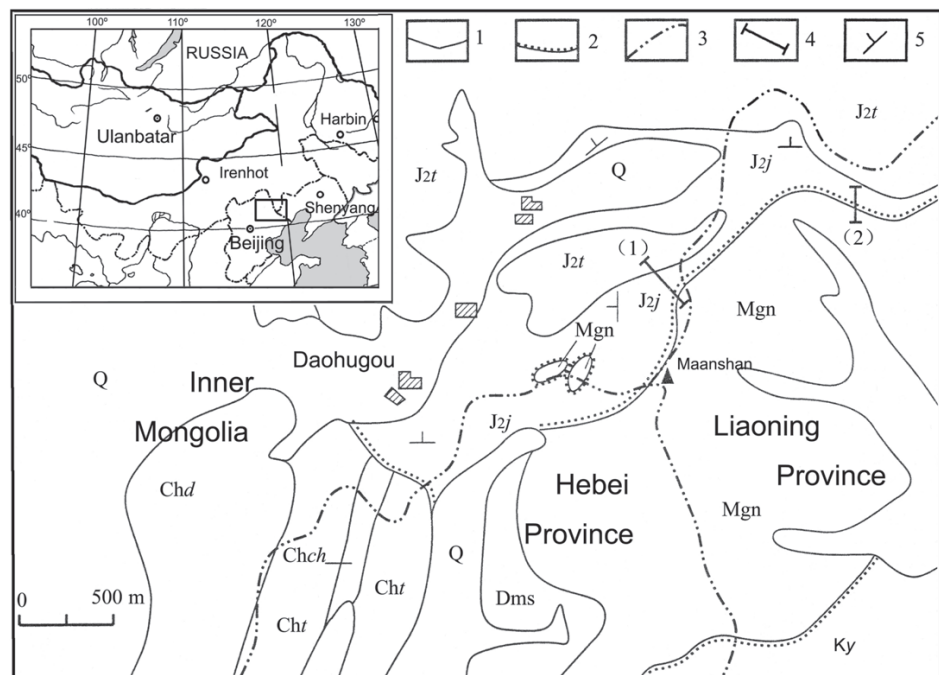 100°
110°
120°
130°
RUSSIA
50°
Harbin
Ulanbatar
45°
Irenhot
Shenyang
40°
Beijing
1
2
3
4
5
J2t
J2t
J2j
Q
(2)
(1)
J2t
J2j
Mgn
Mgn
Daohugou
Maanshan
Q
Inner
Mongolia
J2j
Liaoning
Province
Chd
Hebei
Province
Mgn
Chch
Q
Cht
Dms
0
500 m
Cht
Ky